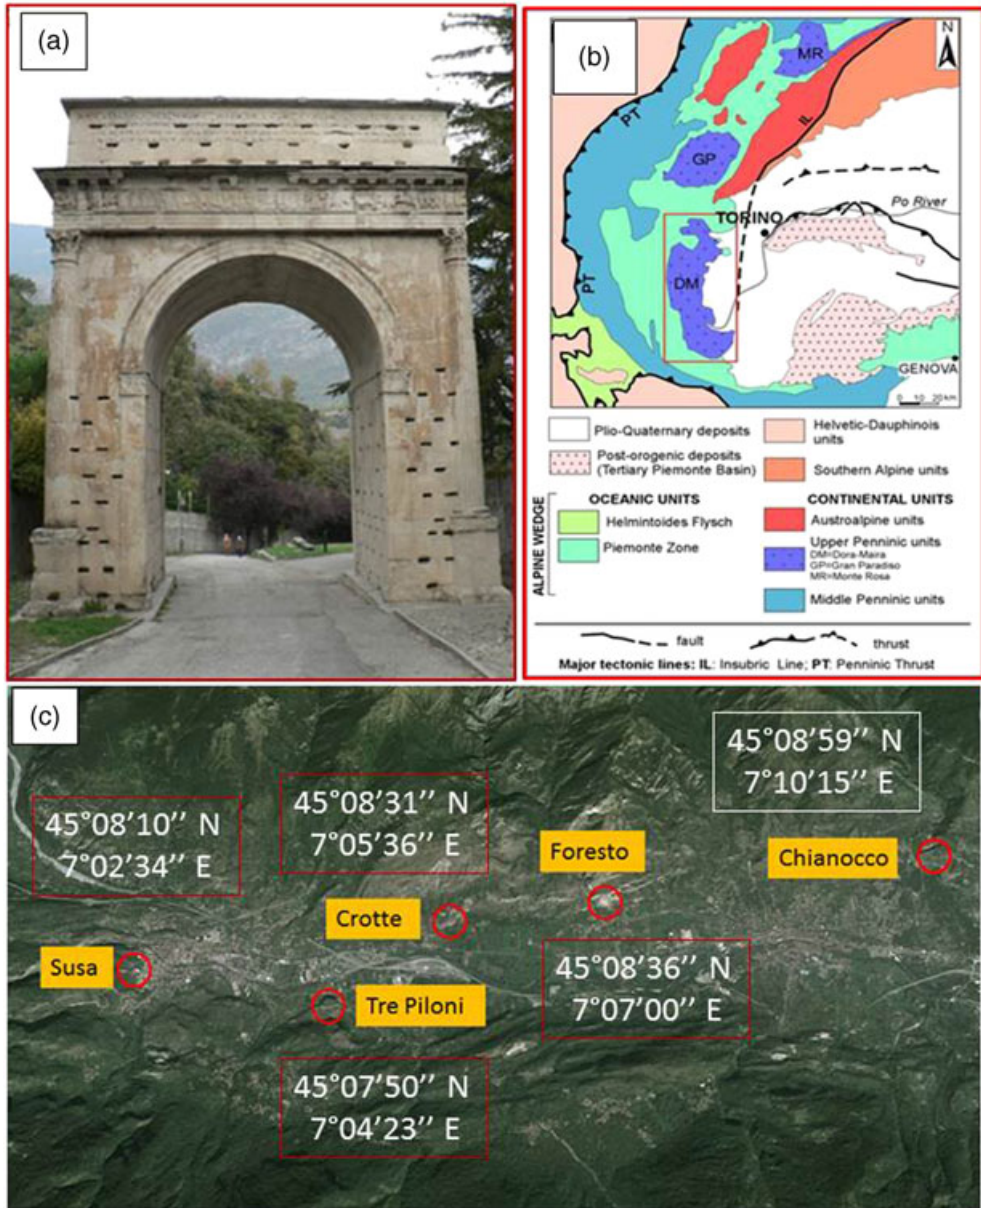 (a)
(b)
N
MR
PT
IL
GP
TORINO
Po River
PT
DM
GENOVA
0 10 20 km
Plio-Quaternary deposits
Post-orogenic deposits
(Tertiary Piemonte Basin)
Helvetic-Dauphinois
units
Southern Alpine units
ALPINE WEDGE
OCEANIC UNITS
Helmintoides Flysch
Piemonte Zone
CONTINENTAL UNITS
Austroalpine units
Upper Penninic units
DM=Dora-Maira
GP=Gran Paradiso
MR=Monte Rosa
Middle Penninic units
fault
thrust
Major tectonic lines: IL: Insubric Line; PT: Penninic Thrust
(c)
45°08'59'' N
7°10'15'' E
45°08'31'' N
7°05'36'' E
45°08'10'' N
7°02'34'' E
Foresto
Chianocco
Crotte
Susa
45°08'36'' N
7°07'00'' E
Tre Piloni
45°07'50'' N
7°04'23'' E